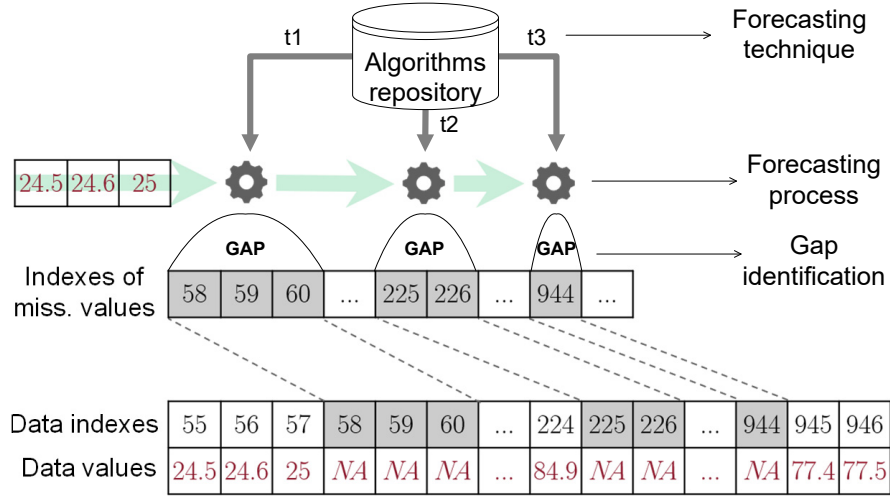 t1
t3
Forecasting
technique
Algorithms
repository
t2
24.5 24.6 25
Forecasting
process
GAP GAP GAP
Gap
identification
Indexes of
miss. values
58 59 60 ... 225 226 ... 944 ...
Data indexes 55 56 57 58 59 60 ... 224 225 226 ... 944 945 946
Data values 24.5 24.6 25 NA NA NA ... 84.9 NA NA ... NA 77.4 77.5